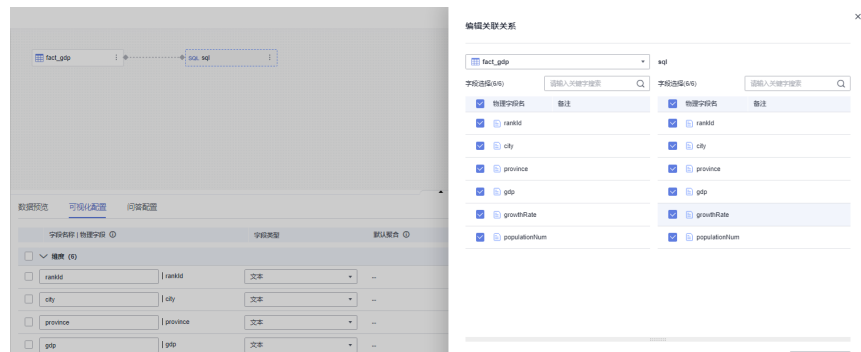 编辑关联关系
fact_gdp
SQL sql
fact_gdp
sql
字段选择(6/6)
请输入关键字搜索
字段选择(6/6)
请输入关键字搜索
物理字段名 备注
物理字段名 备注
rankId
rankId
city
city
province
province
gdp
gdp
growthRate
growthRate
populationNum
populationNum
数据预览 可视化配置 问答配置
字段名称 | 物理字段 字段类型 默认聚合
维度 (6)
rankId | rankId 文本 --
city | city 文本 --
province | province 文本 --
gdp | gdp 文本 --